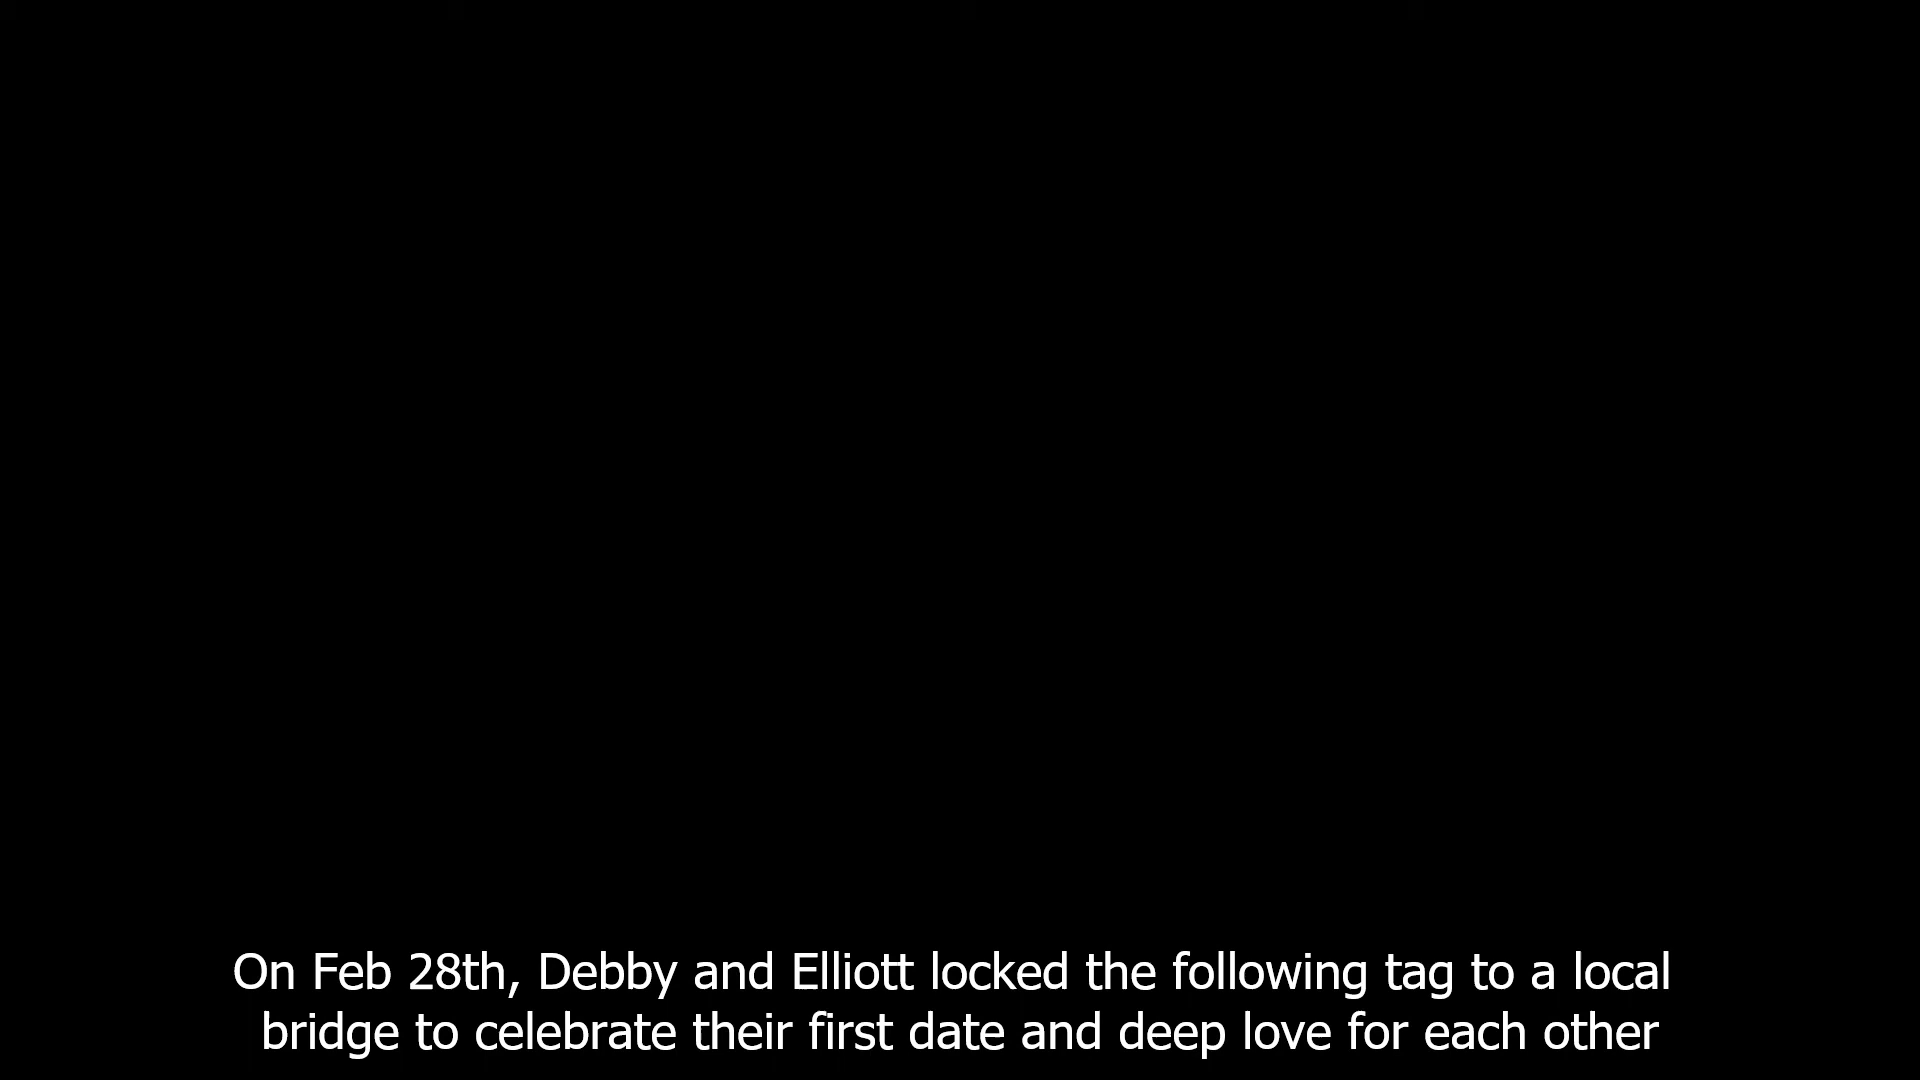 On Feb 28th, Debby and Elliott locked the following tag to a local
bridge to celebrate their first date and deep love for each other